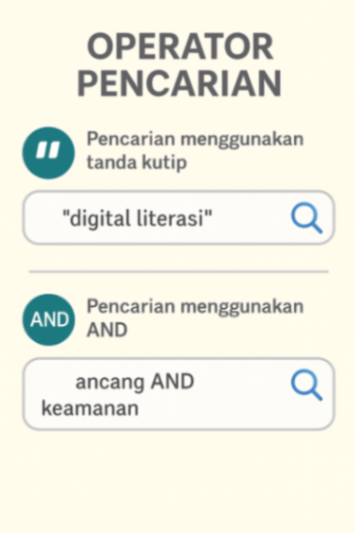 OPERATOR
PENCARIAN
" Pencarian menggunakan
tanda kutip
"digital literasi"
AND Pencarian menggunakan
AND
ancang AND
keamanan